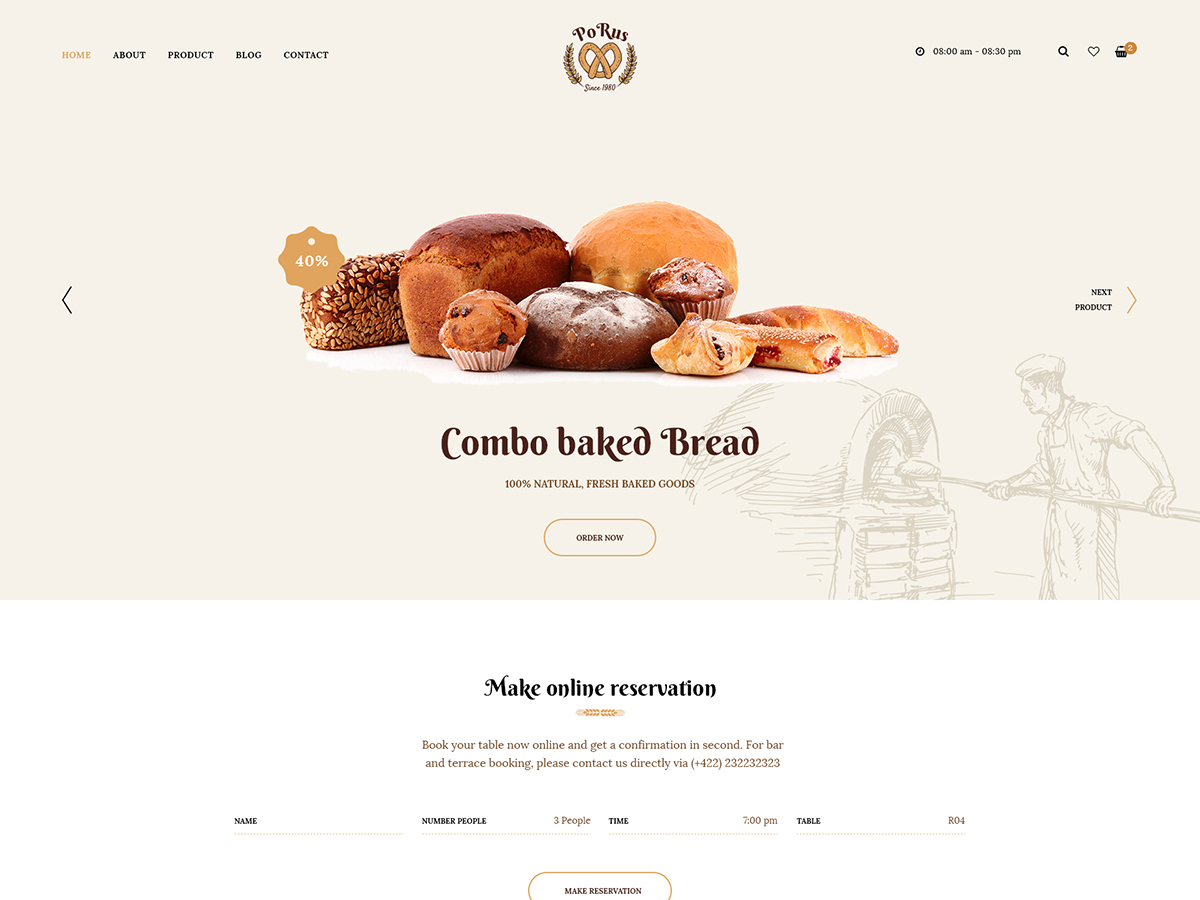 HOME ABOUT PRODUCT BLOG CONTACT
PoRus
Since 1980
08:00 am - 08:30 pm
2
40%
NEXT
PRODUCT
Combo baked Bread
100% NATURAL, FRESH BAKED GOODS
ORDER NOW
Make online reservation
Book your table now online and get a confirmation in second. For bar
and terrace booking, please contact us directly via (+422) 232232323
NAME NUMBER PEOPLE 3 People TIME 7:00 pm TABLE R04
MAKE RESERVATION